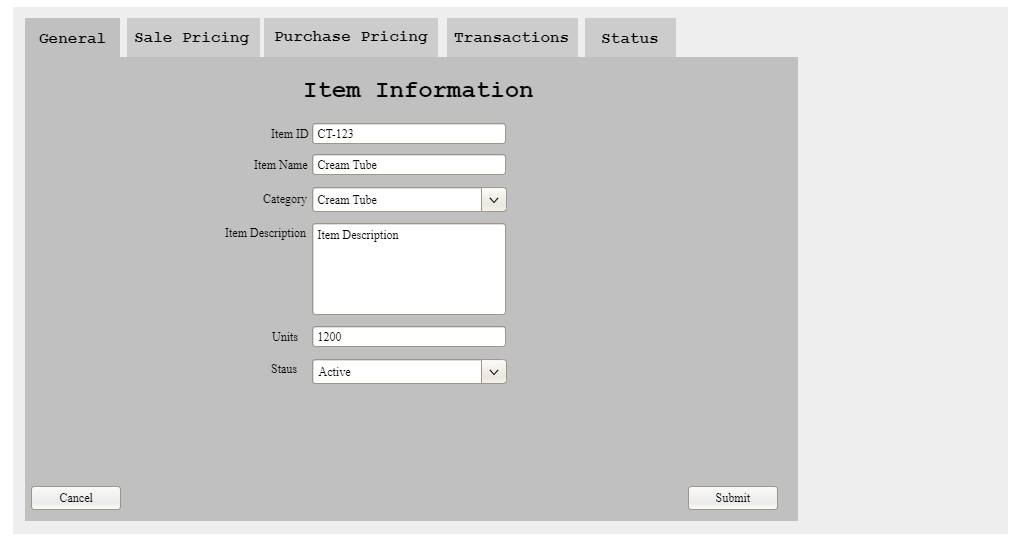 General Sale Pricing Purchase Pricing Transactions Status
Item Information
Item ID CT-123
Item Name Cream Tube
Category Cream Tube
Item Description Item Description
Units 1200
Staus Active
Cancel Submit